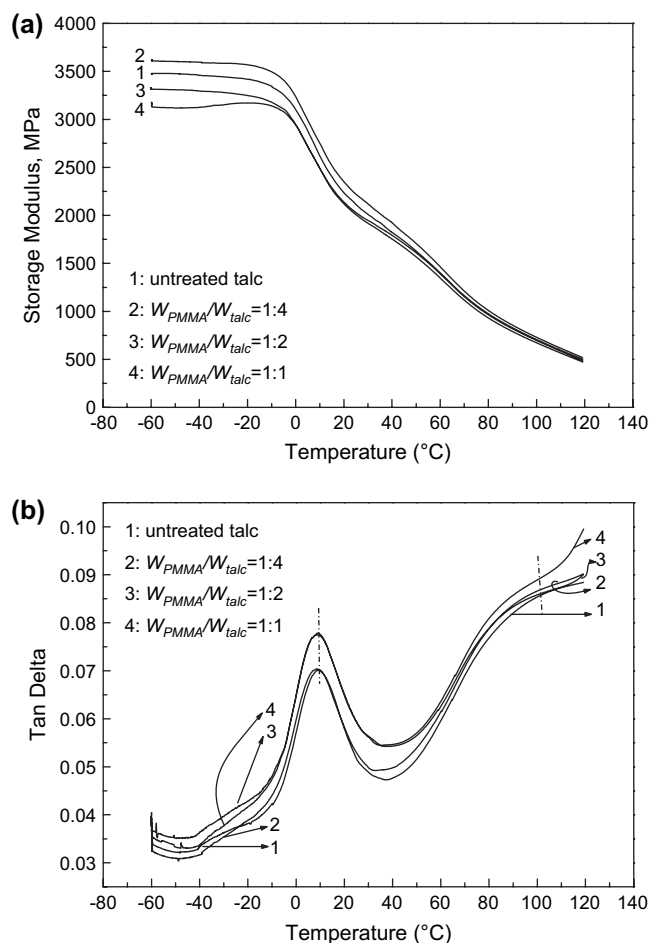 (a)
4000
3500
3000
2500
2000
1500
1000
500
0
Storage Modulus, MPa
2
1
3
4
1: untreated talc
2: W_PMMA/W_talc=1:4
3: W_PMMA/W_talc=1:2
4: W_PMMA/W_talc=1:1
-80 -60 -40 -20 0 20 40 60 80 100 120 140
Temperature (°C)
(b)
0.10
0.09
0.08
0.07
0.06
0.05
0.04
0.03
Tan Delta
1: untreated talc
2: W_PMMA/W_talc=1:4
3: W_PMMA/W_talc=1:2
4: W_PMMA/W_talc=1:1
4
3
2
1
4
3
2
1
-80 -60 -40 -20 0 20 40 60 80 100 120 140
Temperature (°C)